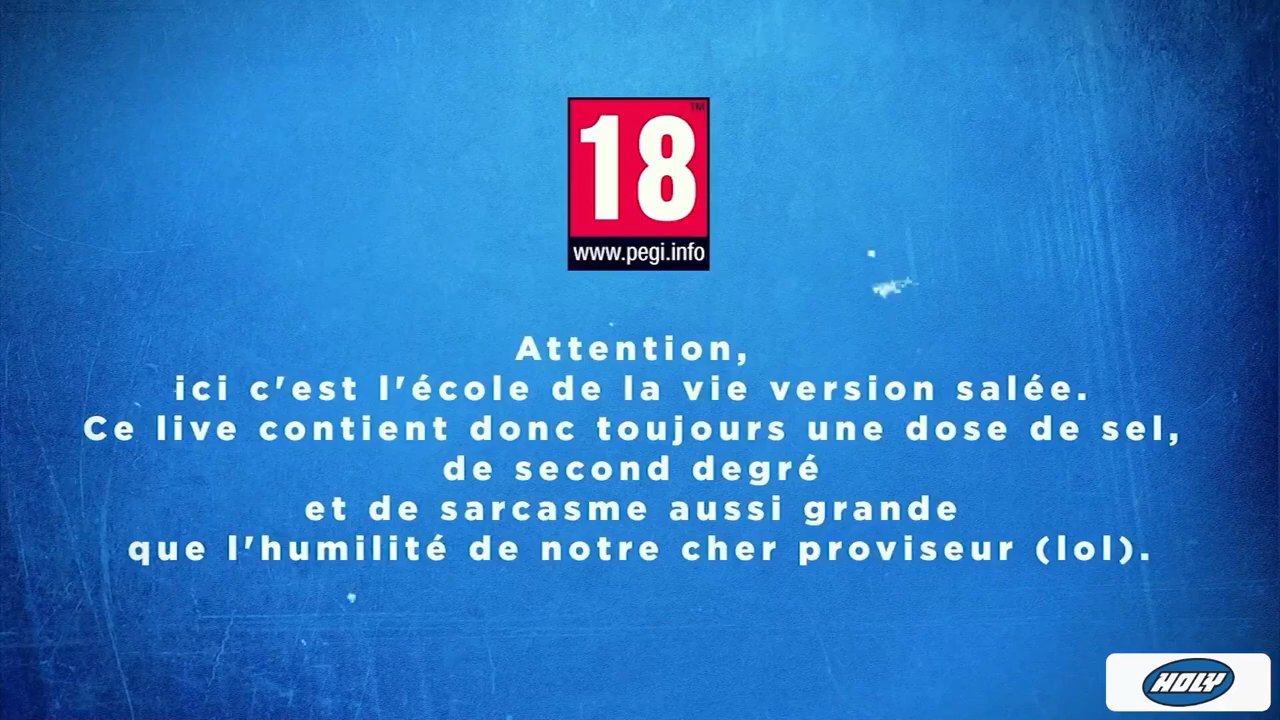 18
TM
www.pegi.info
Attention,
ici c'est l'école de la vie version salée.
Ce live contient donc toujours une dose de sel,
de second degré
et de sarcasme aussi grande
que l'humilité de notre cher proviseur (lol).
HOLY